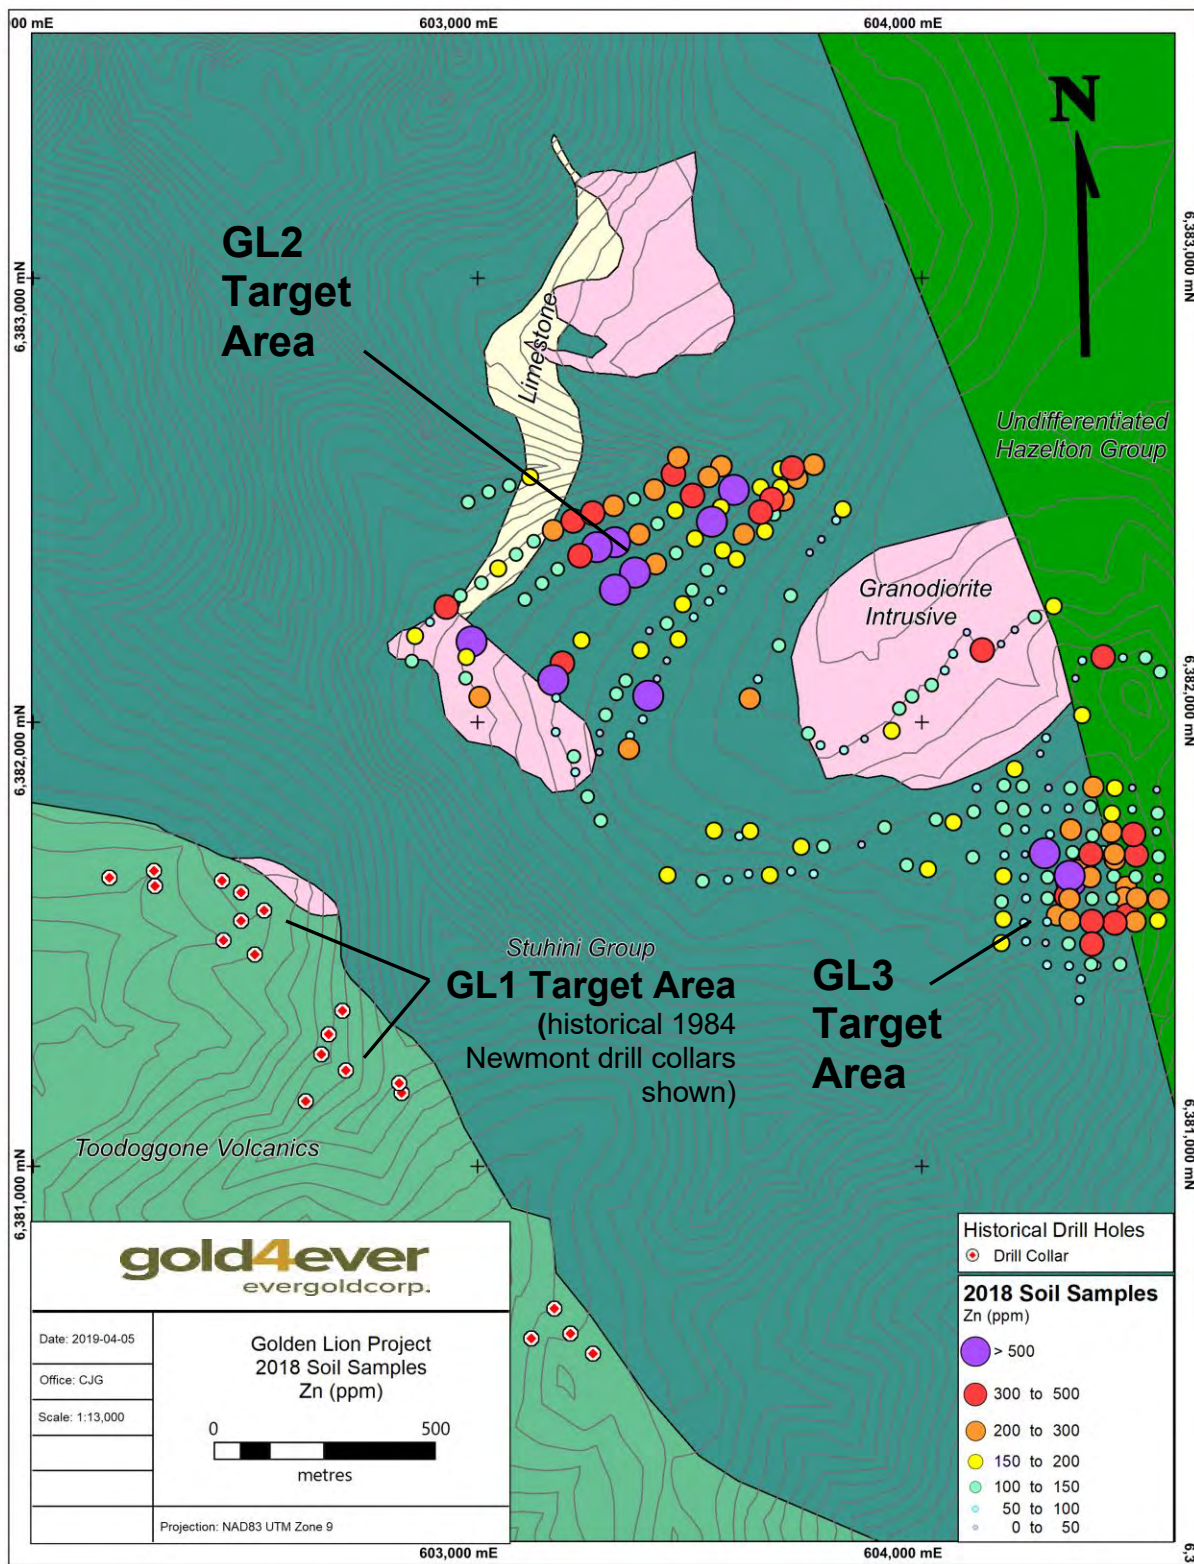 00 mE
603,000 mE
604,000 mE
N
GL2
Target
Area
6,383,000 mN
6,383,000 mN
Limestone
Undifferentiated
Hazelton Group
Granodiorite
Intrusive
6,382,000 mN
6,382,000 mN
Stuhini Group
GL1 Target Area
(historical 1984
Newmont drill collars
shown)
GL3
Target
Area
Toodoggone Volcanics
6,381,000 mN
6,381,000 mN
gold4ever
evergoldcorp.
Date: 2019-04-05
Office: CJG
Scale: 1:13,000
Golden Lion Project
2018 Soil Samples
Zn (ppm)
0 500
metres
Projection: NAD83 UTM Zone 9
Historical Drill Holes
Drill Collar
2018 Soil Samples
Zn (ppm)
> 500
300 to 500
200 to 300
150 to 200
100 to 150
50 to 100
0 to 50
603,000 mE
604,000 mE